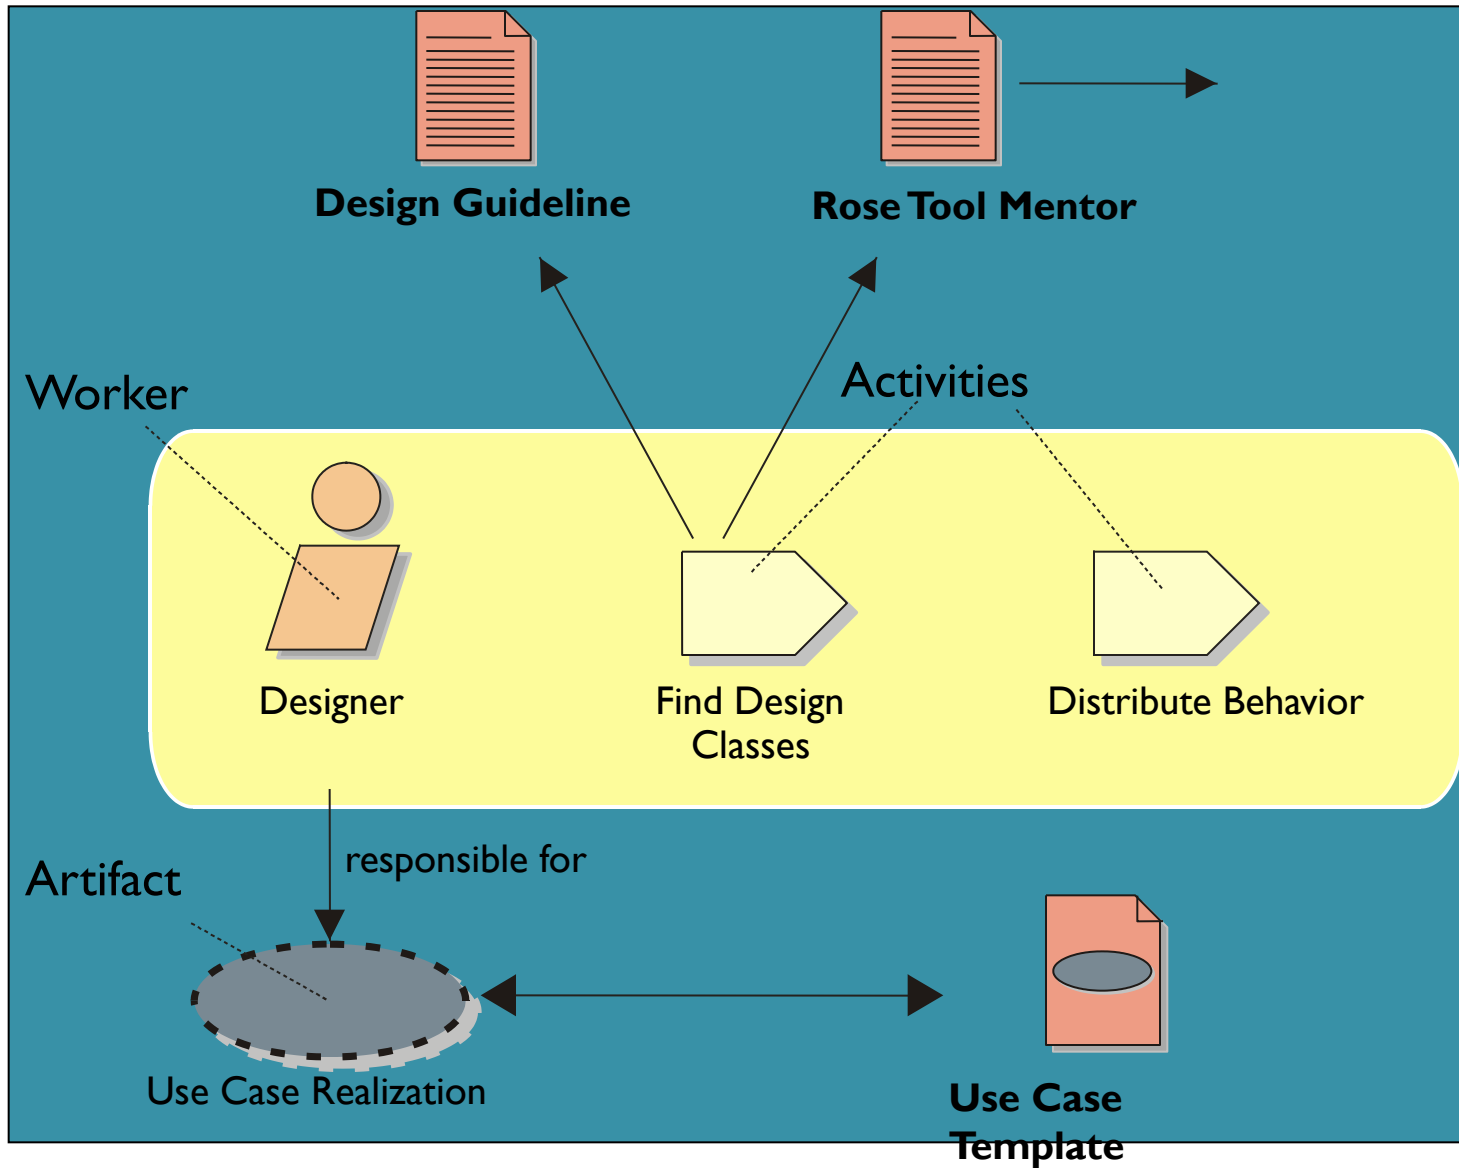 Design Guideline
Rose Tool Mentor
Worker
Activities
Designer
Find Design
Classes
Distribute Behavior
responsible for
Artifact
Use Case Realization
Use Case
Template